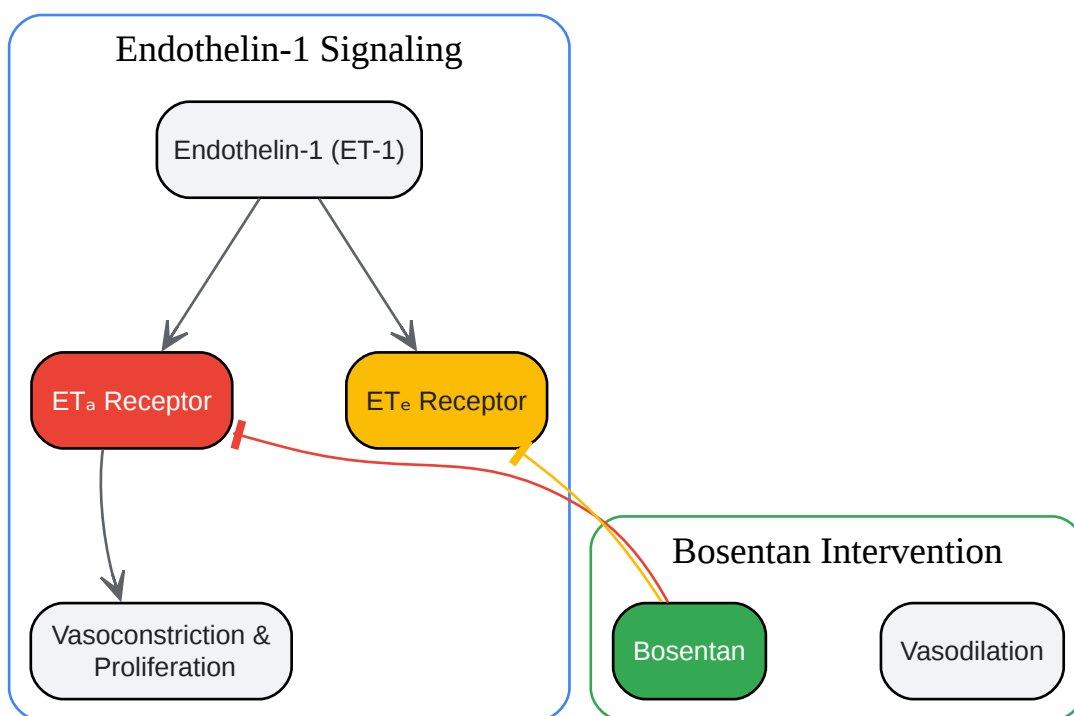 Endothelin-1 Signaling
Endothelin-1 (ET-1)
ETₐ Receptor
ETₑ Receptor
Vasoconstriction &
Proliferation
Bosentan Intervention
Bosentan
Vasodilation